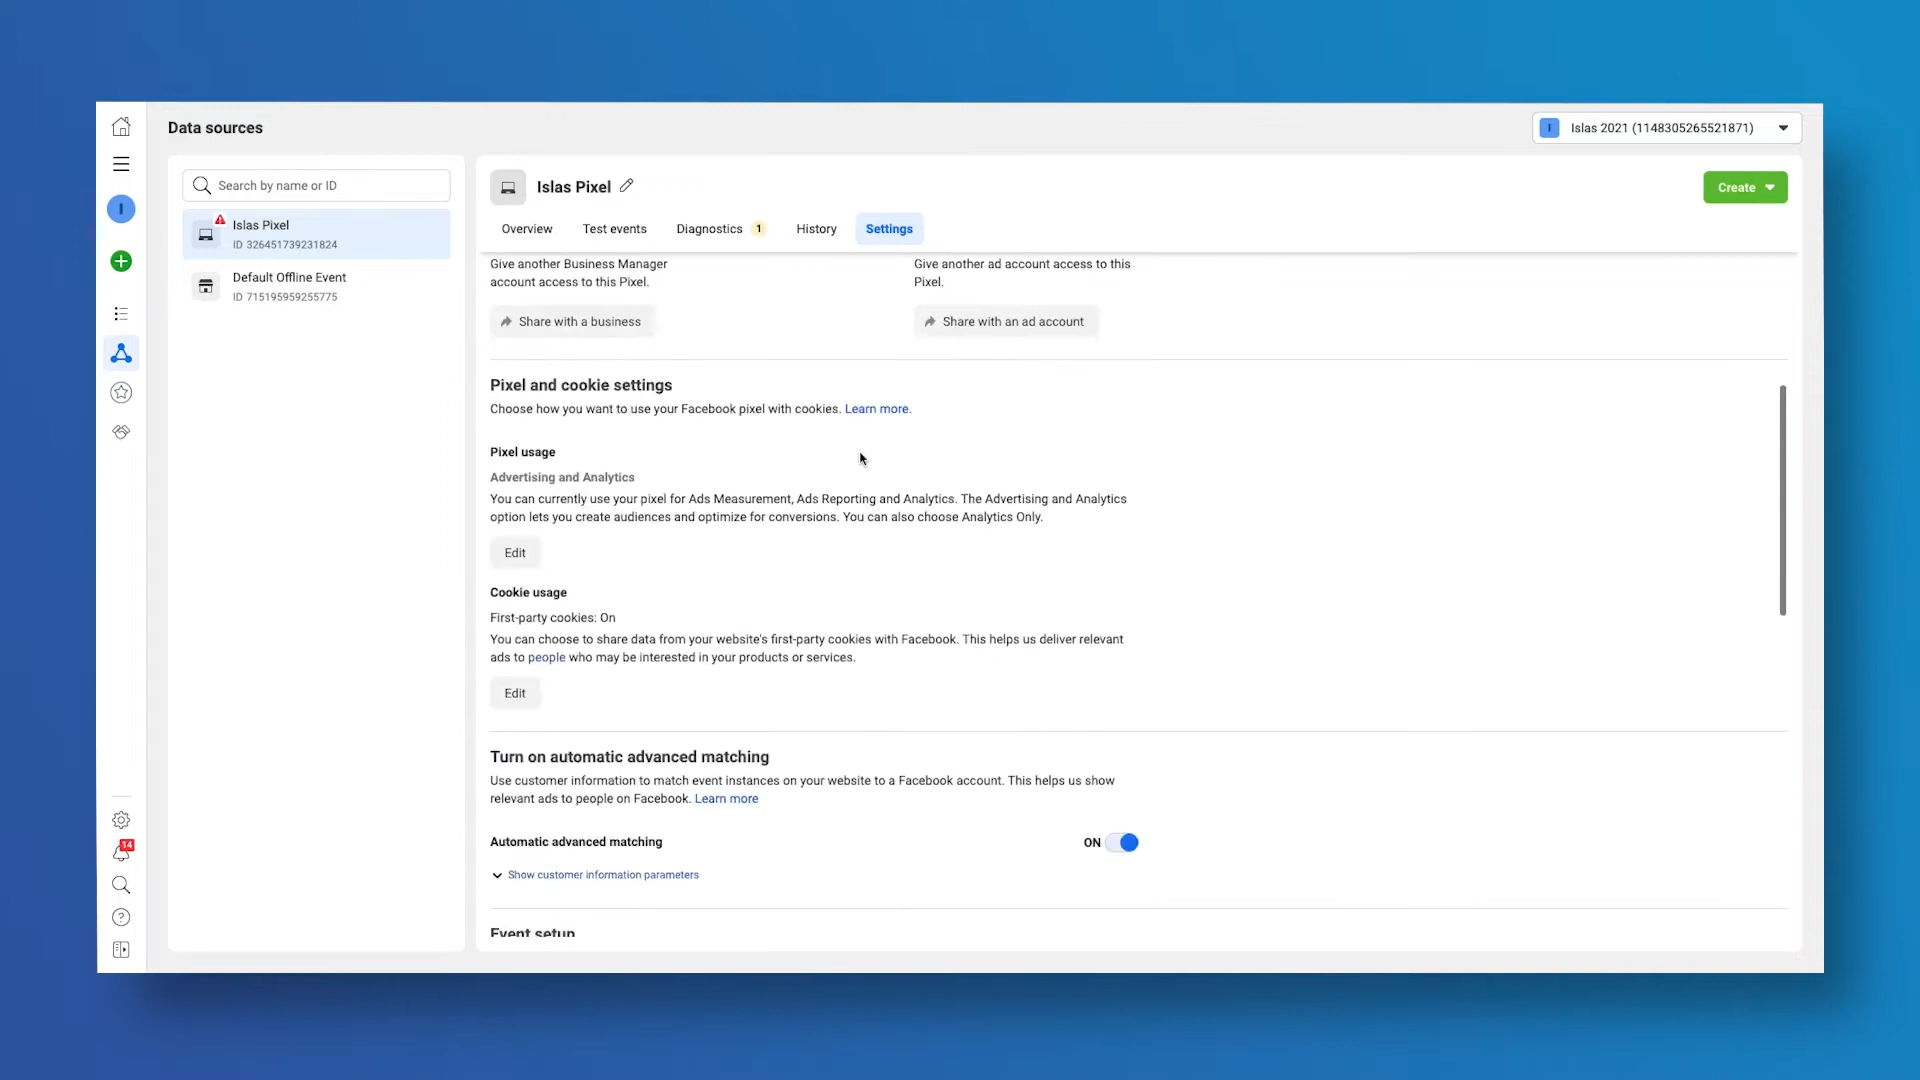 Data sources
I Islas 2021 (1148305265521871)
Search by name or ID
Islas Pixel
ID 326451739231824
Default Offline Event
ID 715195959255775
I
14
Islas Pixel
Create
Overview
Test events
Diagnostics 1
History
Settings
Give another Business Manager
account access to this Pixel.
Share with a business
Give another ad account access to this
Pixel.
Share with an ad account
Pixel and cookie settings
Choose how you want to use your Facebook pixel with cookies. Learn more.
Pixel usage
Advertising and Analytics
You can currently use your pixel for Ads Measurement, Ads Reporting and Analytics. The Advertising and Analytics
option lets you create audiences and optimize for conversions. You can also choose Analytics Only.
Edit
Cookie usage
First-party cookies: On
You can choose to share data from your website's first-party cookies with Facebook. This helps us deliver relevant
ads to people who may be interested in your products or services.
Edit
Turn on automatic advanced matching
Use customer information to match event instances on your website to a Facebook account. This helps us show
relevant ads to people on Facebook. Learn more
Automatic advanced matching
ON
Show customer information parameters
Event setup